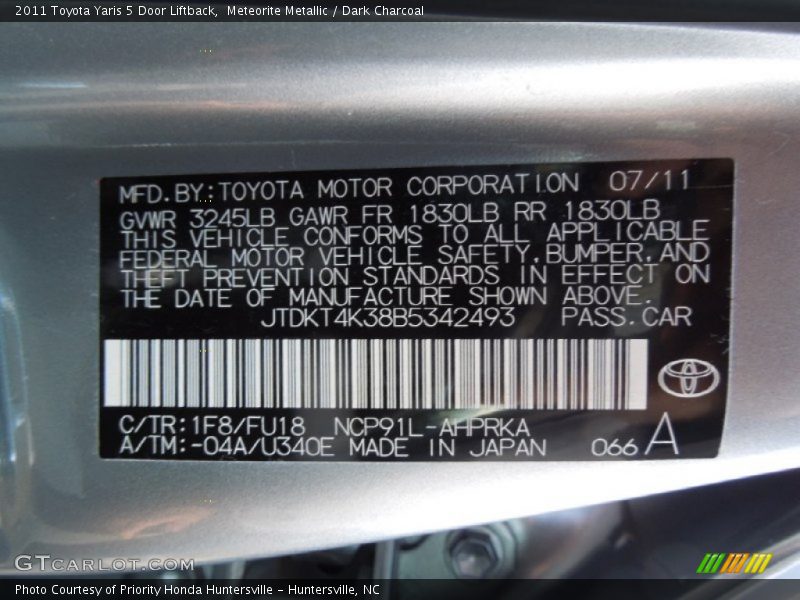 2011 Toyota Yaris 5 Door Liftback,  Meteorite Metallic / Dark Charcoal
MFD.BY:TOYOTA MOTOR CORPORATION 07/11
GVWR 3245LB GAWR FR 1830LB RR 1830LB
THIS VEHICLE CONFORMS TO ALL APPLICABLE
FEDERAL MOTOR VEHICLE SAFETY,BUMPER,AND
THEFT PREVENTION STANDARDS IN EFFECT ON
THE DATE OF MANUFACTURE SHOWN ABOVE.
JTDKT4K38B5342493 PASS.CAR
C/TR:1F8/FU18 NCP91L-AHPRKA
A/TM:-04A/U340E MADE IN JAPAN 066 A
GTCARLOT.COM
Photo Courtesy of Priority Honda Huntersville - Huntersville, NC